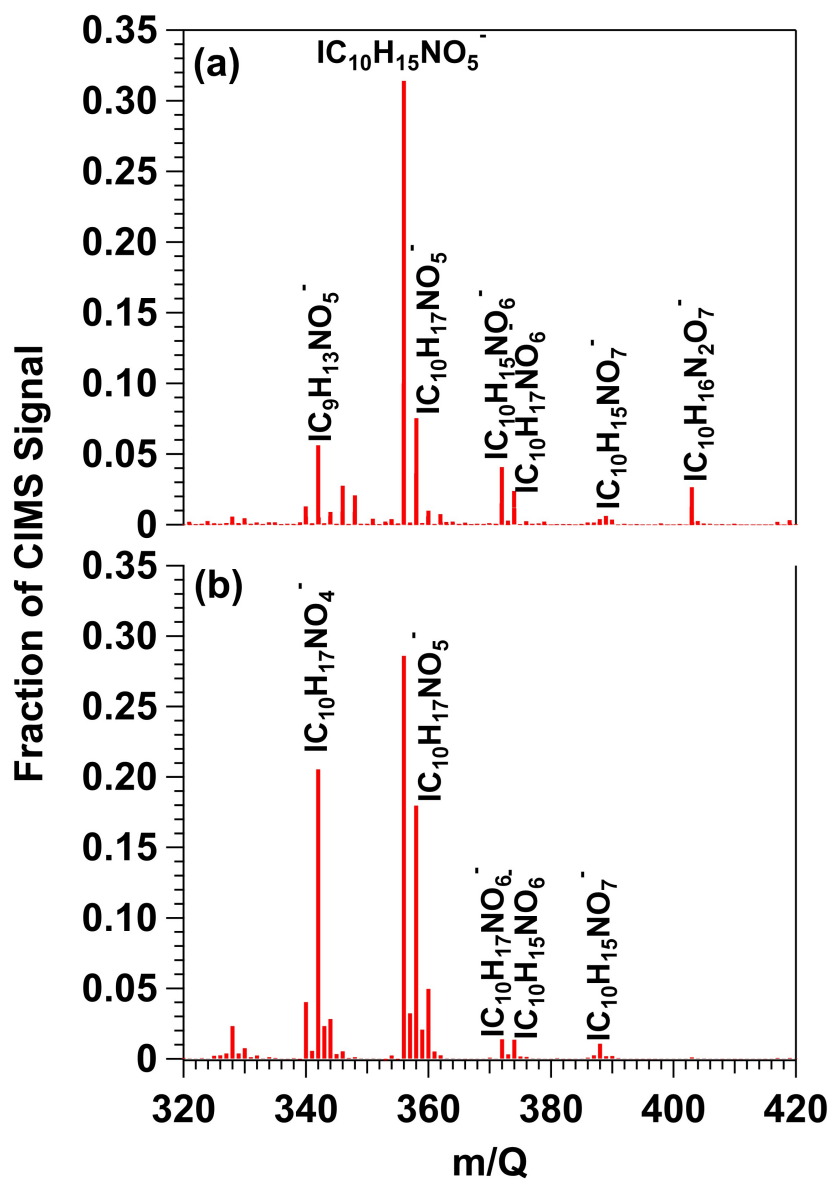 Fraction of CIMS Signal
(a)
0.35
0.30
0.25
0.20
0.15
0.10
0.05
0
IC₉H₁₃NO₅⁻
IC₁₀H₁₅NO₅⁻
IC₁₀H₁₇NO₅⁻
IC₁₀H₁₅NO₆⁻
IC₁₀H₁₇NO₆⁻
IC₁₀H₁₅NO₇⁻
IC₁₀H₁₆N₂O₇⁻
(b)
0.35
0.30
0.25
0.20
0.15
0.10
0.05
0
IC₁₀H₁₇NO₄⁻
IC₁₀H₁₇NO₅⁻
IC₁₀H₁₇NO₆⁻
IC₁₀H₁₅NO₆⁻
IC₁₀H₁₅NO₇⁻
320 340 360 380 400 420
m/Q